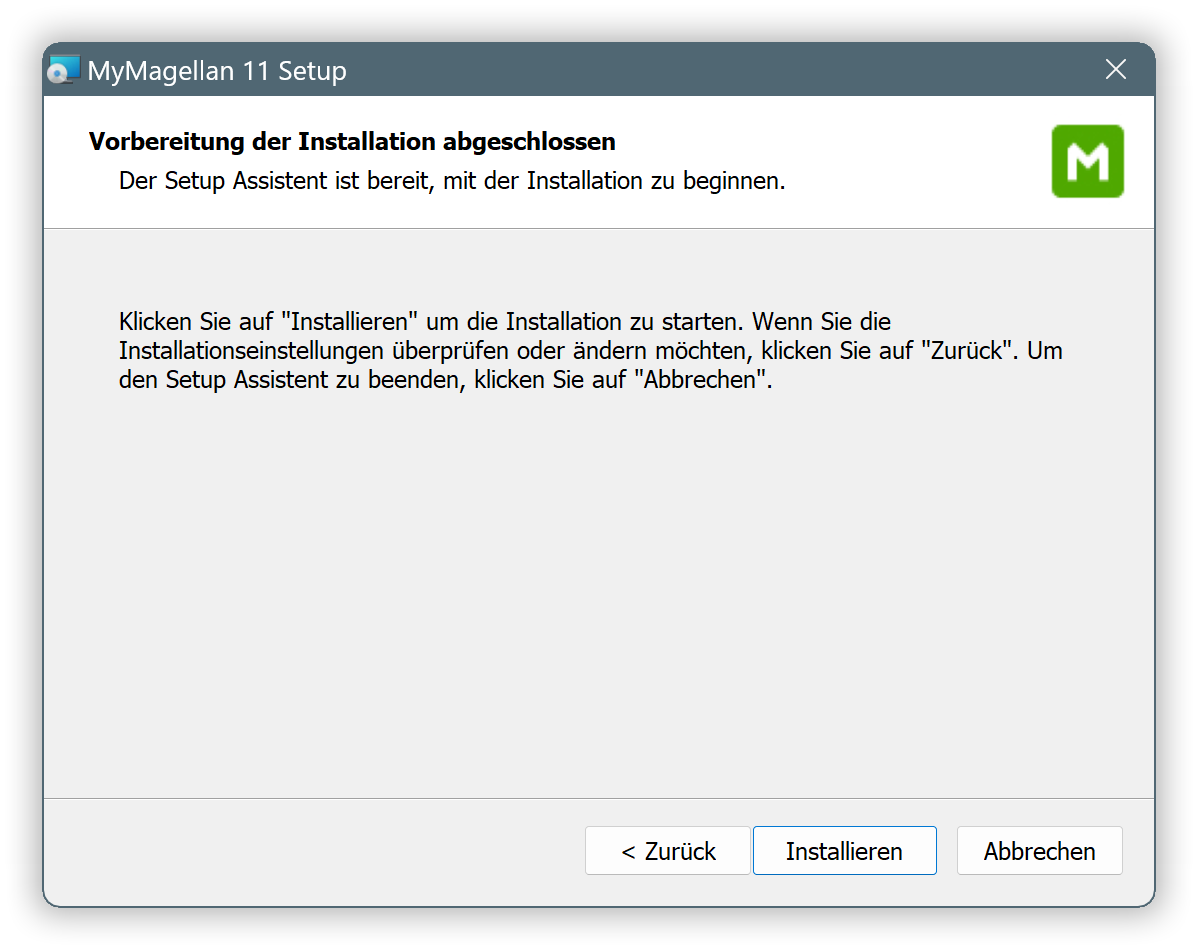 MyMagellan 11 Setup
Vorbereitung der Installation abgeschlossen
Der Setup Assistent ist bereit, mit der Installation zu beginnen.
M
Klicken Sie auf "Installieren" um die Installation zu starten. Wenn Sie die
Installationseinstellungen überprüfen oder ändern möchten, klicken Sie auf "Zurück". Um
den Setup Assistent zu beenden, klicken Sie auf "Abbrechen".
< Zurück
Installieren
Abbrechen